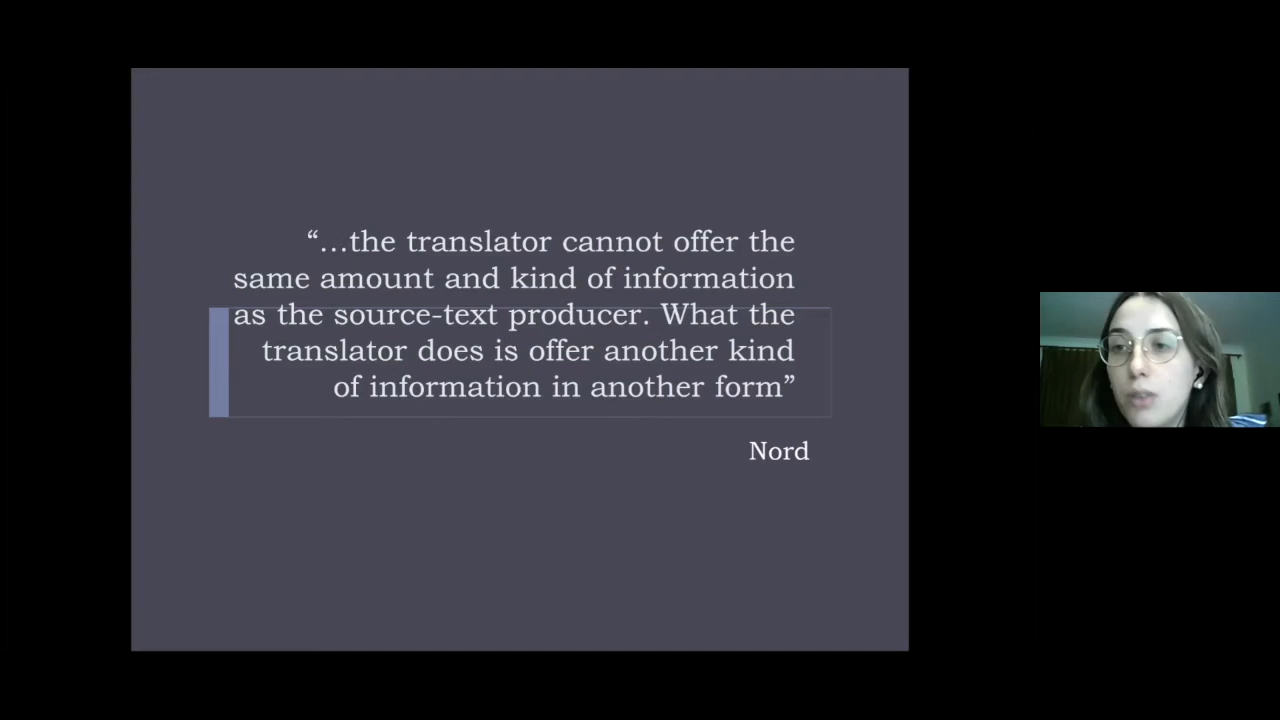 “…the translator cannot offer the
same amount and kind of information
as the source-text producer. What the
translator does is offer another kind
of information in another form”
Nord